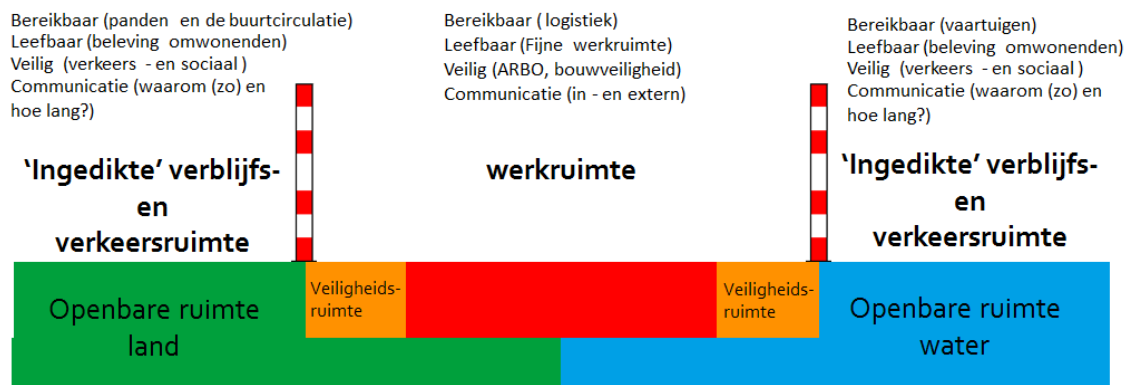 Bereikbaar (panden en de buurtcirculatie)
Leefbaar (beleving omwonenden)
Veilig (verkeers - en sociaal )
Communicatie (waarom (zo) en
hoe lang?)
Bereikbaar ( logistiek)
Leefbaar (Fijne werkruimte)
Veilig (ARBO, bouwveiligheid)
Communicatie (in - en extern)
Bereikbaar (vaartuigen)
Leefbaar (beleving omwonenden)
Veilig (verkeers - en sociaal )
Communicatie (waarom (zo) en
hoe lang?)
‘Ingedikte’ verblijfs-
en
verkeersruimte
werkruimte
‘Ingedikte’ verblijfs-
en
verkeersruimte
Openbare ruimte
land
Veiligheids-
ruimte
Veiligheids-
ruimte
Openbare ruimte
water